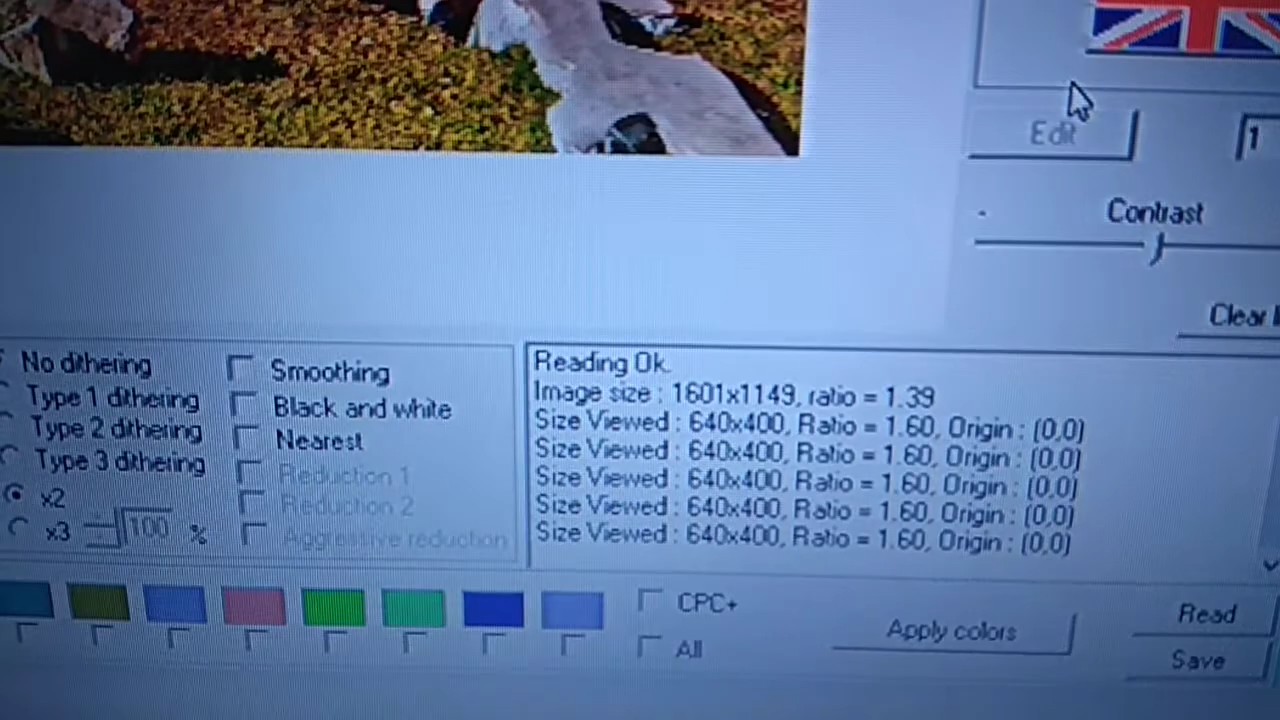 Edit
1
Contrast
-
Clear
No dithering
Type 1 dithering
Type 2 dithering
Type 3 dithering
x2
x3
100
%
Smoothing
Black and white
Nearest
Reduction 1
Reduction 2
Aggressive reduction
Reading Ok.
Image size : 1601x1149, ratio = 1.39
Size Viewed : 640x400, Ratio = 1.60, Origin : (0,0)
Size Viewed : 640x400, Ratio = 1.60, Origin : (0,0)
Size Viewed : 640x400, Ratio = 1.60, Origin : (0,0)
Size Viewed : 640x400, Ratio = 1.60, Origin : (0,0)
Size Viewed : 640x400, Ratio = 1.60, Origin : (0,0)
CPC+
All
Apply colors
Read
Save